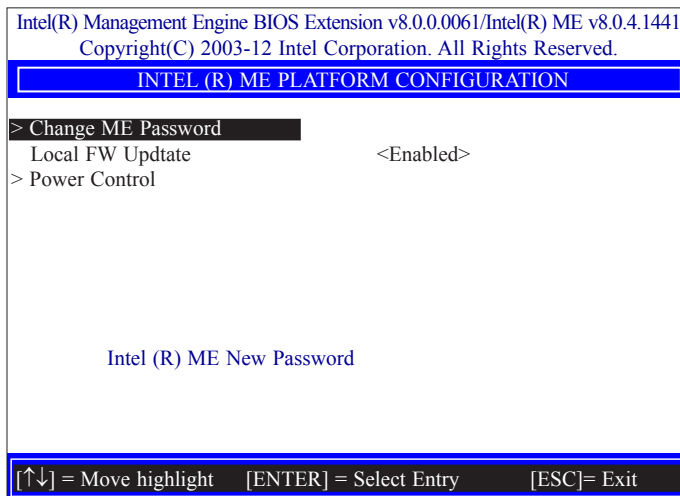 Intel(R) Management Engine BIOS Extension v8.0.0.0061/Intel(R) ME v8.0.4.1441
Copyright(C) 2003-12 Intel Corporation. All Rights Reserved.
INTEL (R) ME PLATFORM CONFIGURATION
> Change ME Password
Local FW Updtate <Enabled>
> Power Control
Intel (R) ME New Password
[↑↓] = Move highlight [ENTER] = Select Entry [ESC]= Exit